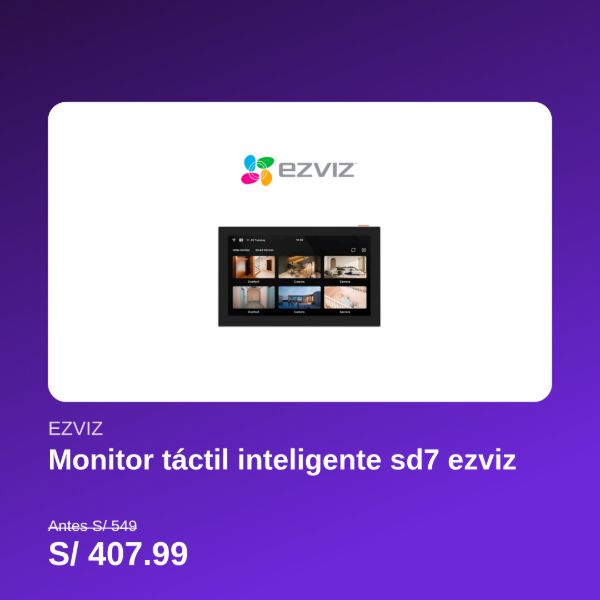 ezviz
EZVIZ
Monitor táctil inteligente sd7 ezviz
Antes S/ 549
S/ 407.99